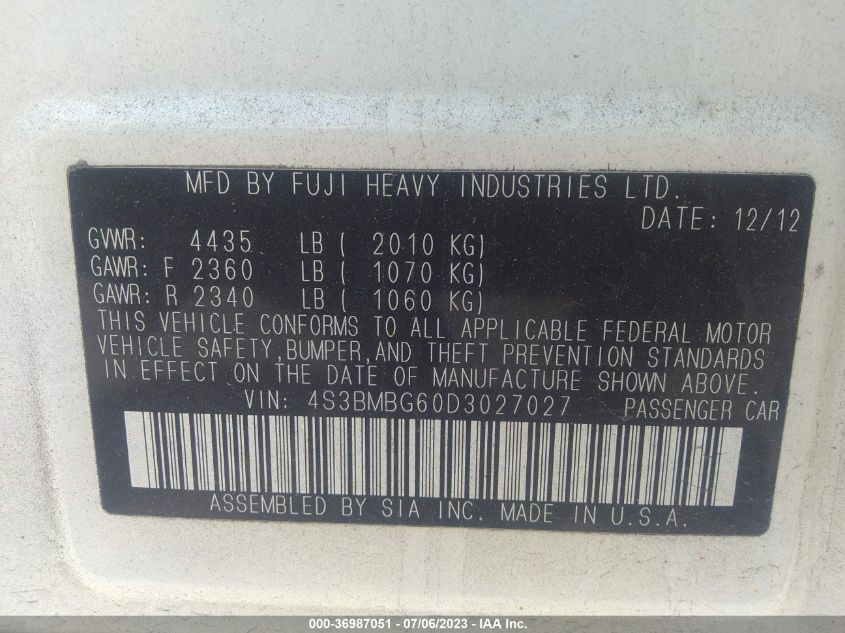 MFD BY FUJI HEAVY INDUSTRIES LTD.
DATE: 12/12
GVWR: 4435 LB ( 2010 KG)
GAWR: F 2360 LB ( 1070 KG)
GAWR: R 2340 LB ( 1060 KG)
THIS VEHICLE CONFORMS TO ALL APPLICABLE FEDERAL MOTOR
VEHICLE SAFETY,BUMPER,AND THEFT PREVENTION STANDARDS
IN EFFECT ON THE DATE OF MANUFACTURE SHOWN ABOVE.
VIN: 4S3BMBG60D3027027 PASSENGER CAR
ASSEMBLED BY SIA INC. MADE IN U.S.A.
000-36987051 - 07/06/2023 - IAA Inc.